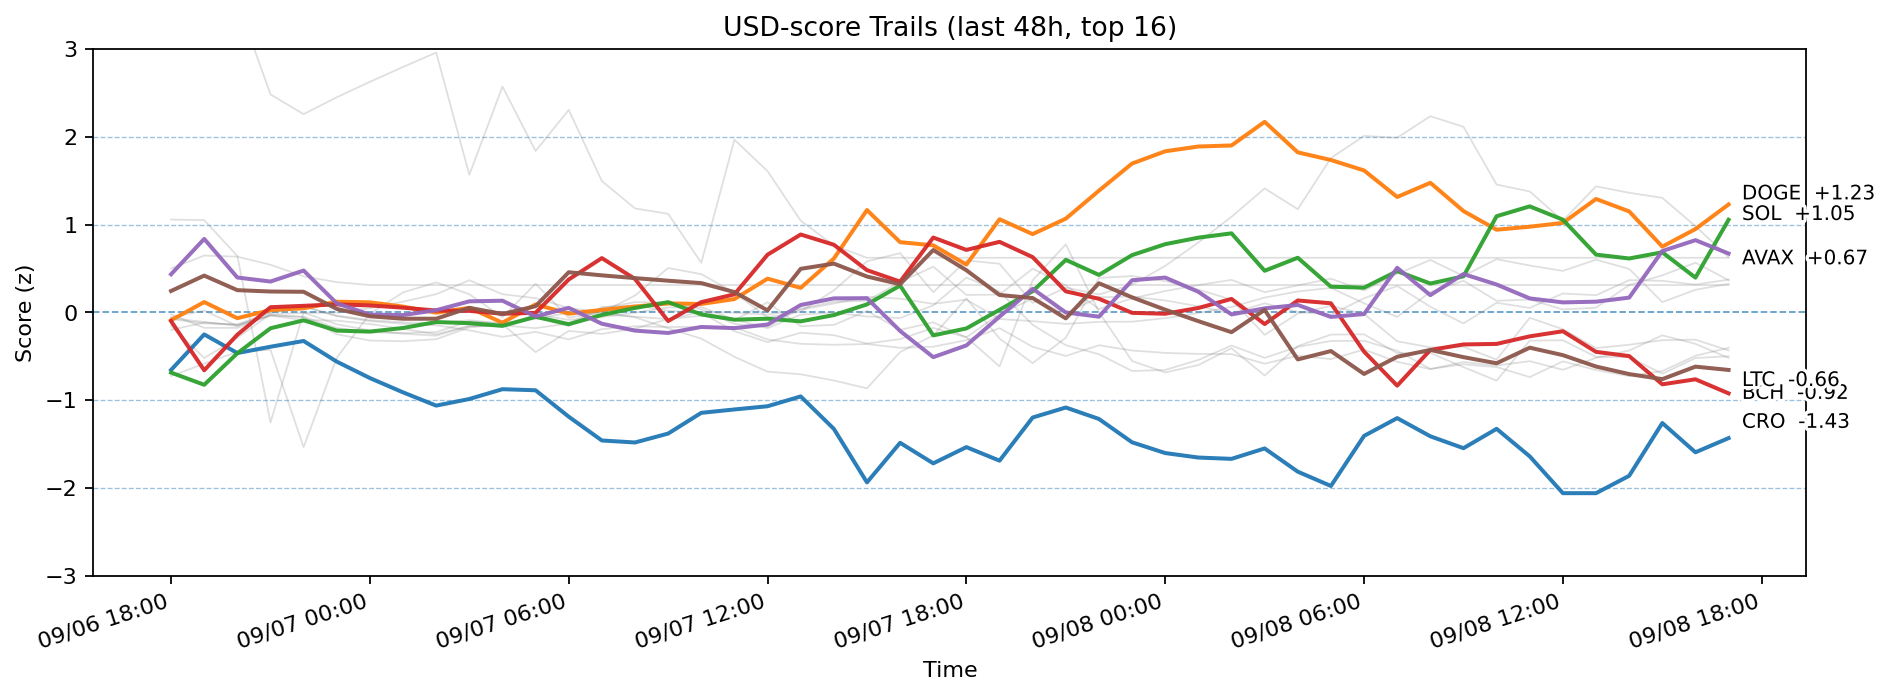 USD-score Trails (last 48h, top 16)
Score (z)
3
2
1
0
−1
−2
−3
DOGE +1.23
SOL +1.05
AVAX +0.67
LTC -0.66
BCH -0.92
CRO -1.43
09/06 18:00
09/07 00:00
09/07 06:00
09/07 12:00
09/07 18:00
09/08 00:00
09/08 06:00
09/08 12:00
09/08 18:00
Time